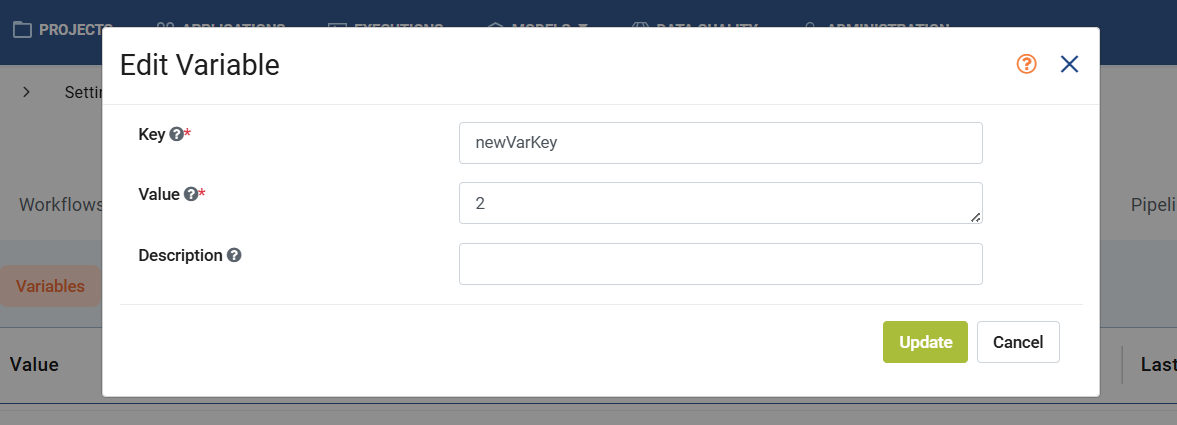 PROJECTS APPLICATIONS EXECUTIONS MODELS DATA QUALITY ADMINISTRATION
Edit Variable
Settin
Key *
newVarKey
Value *
2
Workflows
Pipeli
Description
Variables
Update Cancel
Value
Last